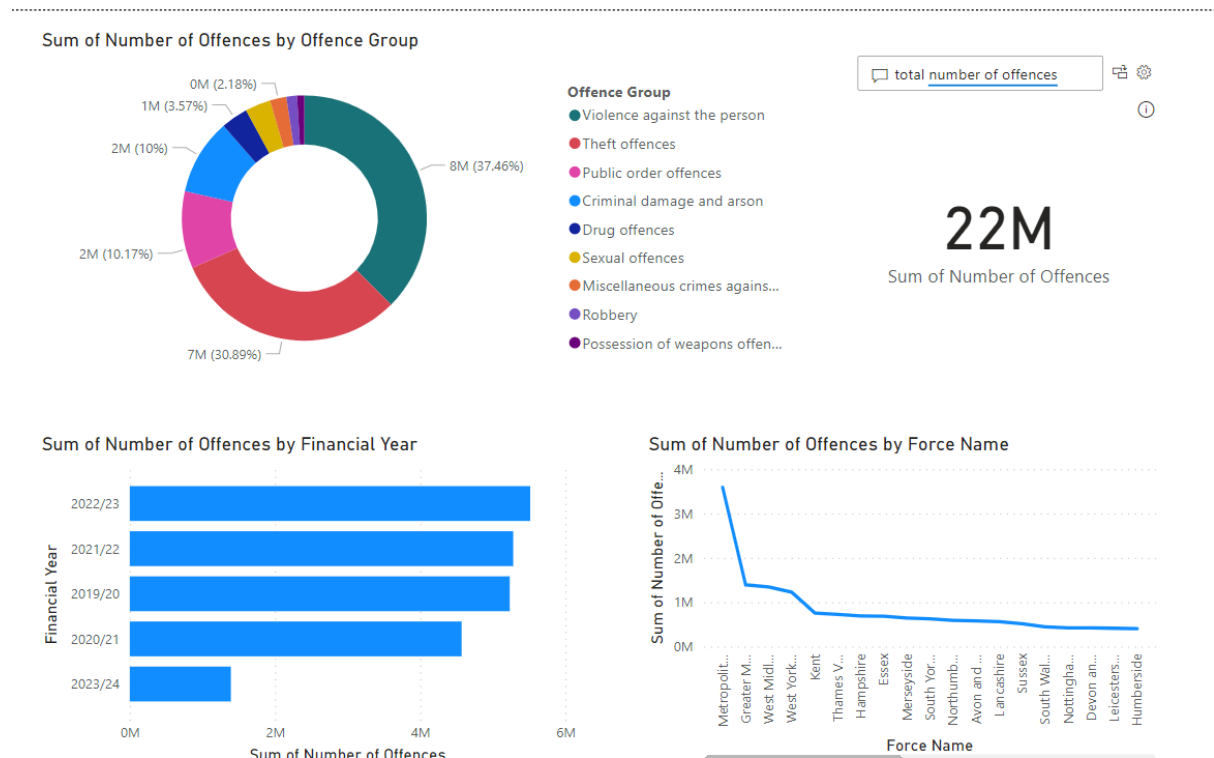 Sum of Number of Offences by Offence Group
0M (2.18%)
1M (3.57%)
2M (10%)
2M (10.17%)
7M (30.89%)
8M (37.46%)
Offence Group
Violence against the person
Theft offences
Public order offences
Criminal damage and arson
Drug offences
Sexual offences
Miscellaneous crimes agains...
Robbery
Possession of weapons offen...
total number of offences
22M
Sum of Number of Offences
Sum of Number of Offences by Financial Year
Financial Year
2022/23
2021/22
2019/20
2020/21
2023/24
0M
2M
4M
6M
Sum of Number of Offences
Sum of Number of Offences by Force Name
Sum of Number of Offe...
4M
3M
2M
1M
0M
Metropolit...
Greater M...
West Midl...
West York...
Kent
Thames V...
Hampshire
Essex
Merseyside
South Yor...
Northumb...
Avon and ...
Lancashire
Sussex
South Wal...
Nottingha...
Devon an...
Leicesters...
Humberside
Force Name